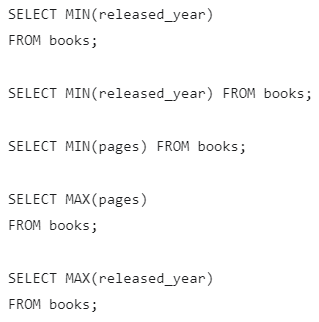 SELECT MIN(released_year)
FROM books;
SELECT MIN(released_year) FROM books;
SELECT MIN(pages) FROM books;
SELECT MAX(pages)
FROM books;
SELECT MAX(released_year)
FROM books;